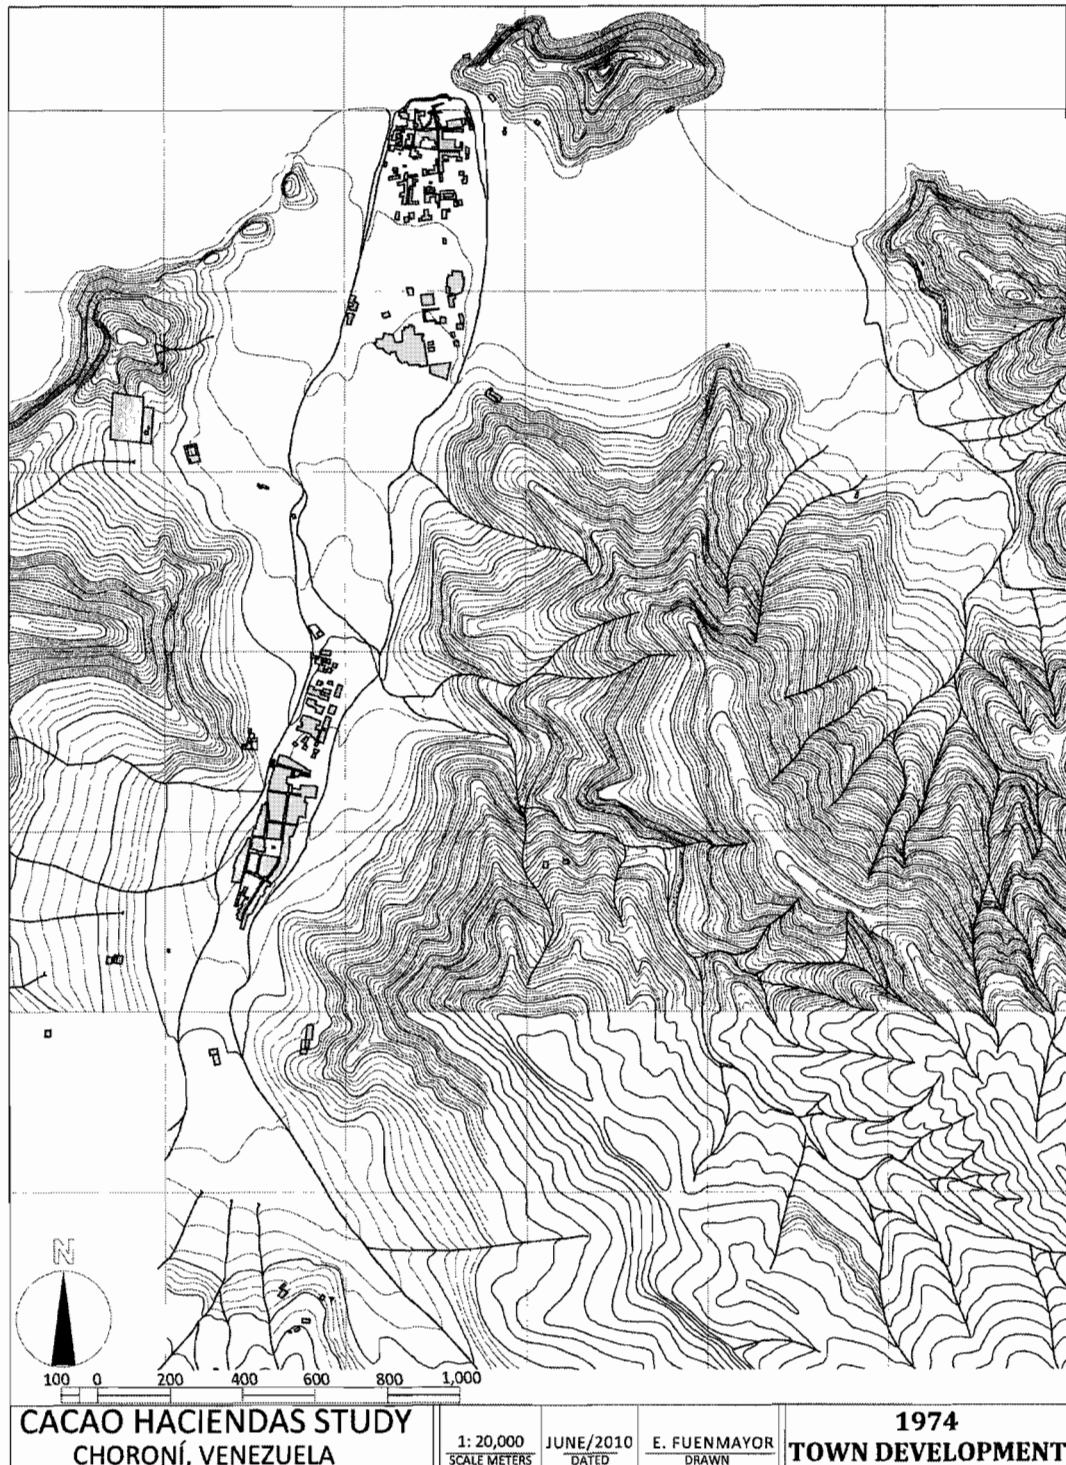 N
100 0 200 400 600 800 1,000
CACAO HACIENDAS STUDY
CHORONÍ, VENEZUELA
1: 20,000
SCALE METERS
JUNE/2010
DATED
E. FUENMAYOR
DRAWN
1974
TOWN DEVELOPMENT